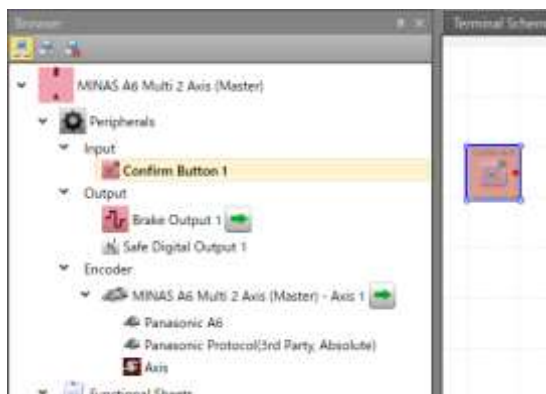 Browser
Terminal Scheme
MINAS A6 Multi 2 Axis (Master)
Peripherals
Input
Confirm Button 1
Output
Brake Output 1
Safe Digital Output 1
Encoder
MINAS A6 Multi 2 Axis (Master) - Axis 1
Panasonic A6
Panasonic Protocol(3rd Party, Absolute)
Axis
Functional Sheets